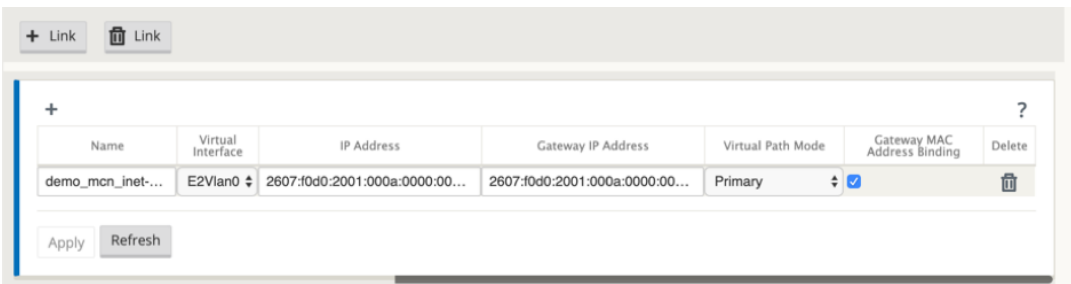 + Link Link
+ ?
Name Virtual Interface IP Address Gateway IP Address Virtual Path Mode Gateway MAC Address Binding Delete
demo_mcn_inet-... E2Vlan0 2607:f0d0:2001:000a:0000:00... 2607:f0d0:2001:000a:0000:00... Primary
Apply Refresh